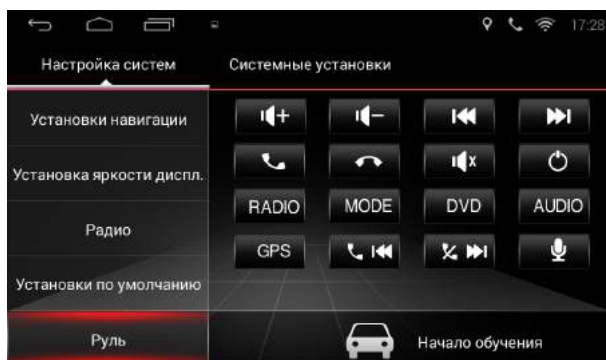 17:28
Настройка систем
Системные установки
Установки навигации
Установка яркости диспл.
Радио
Установки по умолчанию
Руль
RADIO MODE DVD AUDIO
GPS
Начало обучения